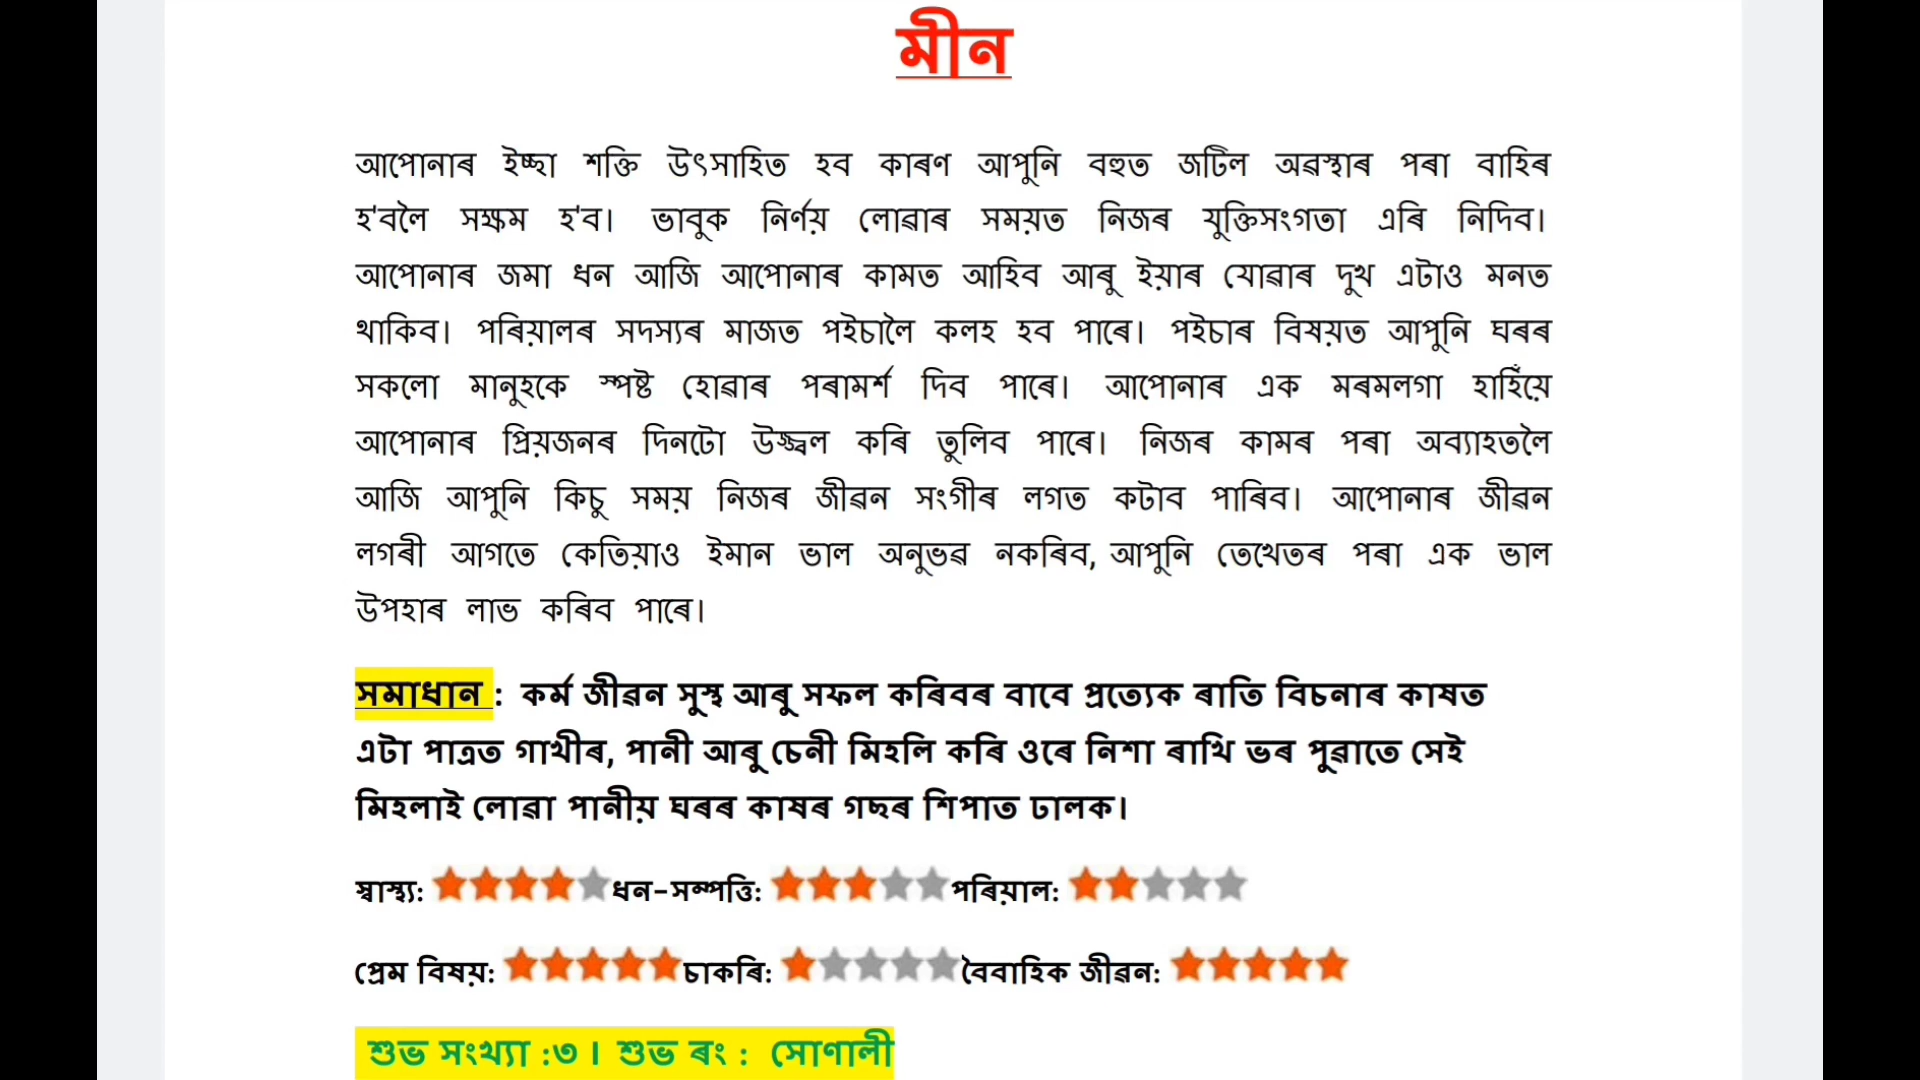 মীন
আপোনাৰ ইচ্ছা শক্তি উৎসাহিত হব কাৰণ আপুনি বহুত জটিল অৱস্থাৰ পৰা বাহিৰ
হ'বলৈ সক্ষম হ'ব। ভাবুক নিৰ্ণয় লোৱাৰ সময়ত নিজৰ যুক্তিসংগতা এৰি নিদিব।
আপোনাৰ জমা ধন আজি আপোনাৰ কামত আহিব আৰু ইয়াৰ যোৱাৰ দুখ এটাও মনত
থাকিব। পৰিয়ালৰ সদস্যৰ মাজত পইচালৈ কলহ হব পাৰে। পইচাৰ বিষয়ত আপুনি ঘৰৰ
সকলো মানুহকে স্পষ্ট হোৱাৰ পৰামৰ্শ দিব পাৰে। আপোনাৰ এক মৰমলগা হাহিঁয়ে
আপোনাৰ প্ৰিয়জনৰ দিনটো উজ্জ্বল কৰি তুলিব পাৰে। নিজৰ কামৰ পৰা অব্যাহতলৈ
আজি আপুনি কিচু সময় নিজৰ জীৱন সংগীৰ লগত কটাব পাৰিব। আপোনাৰ জীৱন
লগৰী আগতে কেতিয়াও ইমান ভাল অনুভৱ নকৰিব, আপুনি তেখেতৰ পৰা এক ভাল
উপহাৰ লাভ কৰিব পাৰে।
সমাধান : কৰ্ম জীৱন সুস্থ আৰু সফল কৰিবৰ বাবে প্ৰত্যেক ৰাতি বিচনাৰ কাষত
এটা পাত্ৰত গাখীৰ, পানী আৰু চেনী মিহলি কৰি ওৰে নিশা ৰাখি ভৰ পুৱাতে সেই
মিহলাই লোৱা পানীয় ঘৰৰ কাষৰ গছৰ শিপাত ঢালক।
স্বাস্থ্য: ধন-সম্পত্তি: পৰিয়াল:
প্ৰেম বিষয়: চাকৰি: বৈবাহিক জীৱন:
শুভ সংখ্যা :৩ । শুভ ৰং : সোণালী